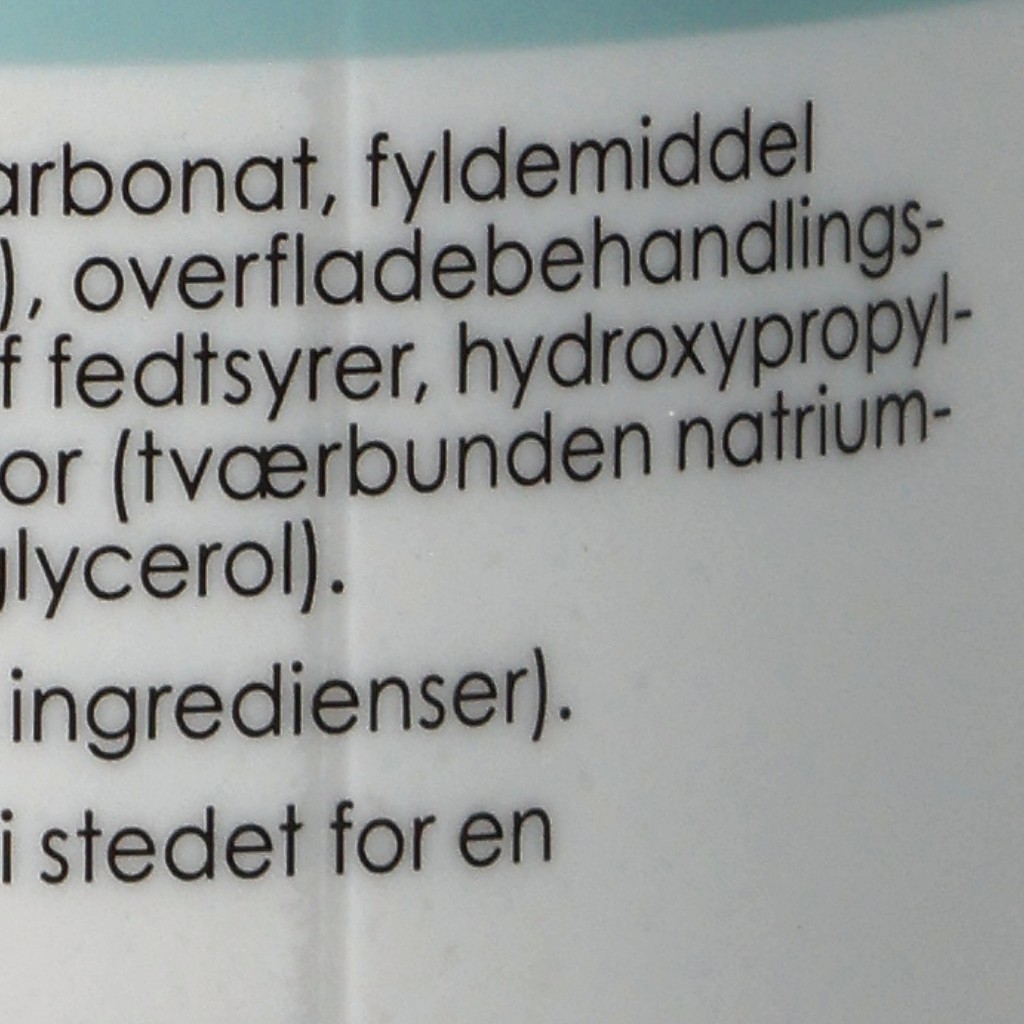 arbonat, fyldemiddel
), overfladebehandlings-
f fedtsyrer, hydroxypropyl-
or (tværbunden natrium-
glycerol).
ingredienser).
i stedet for en